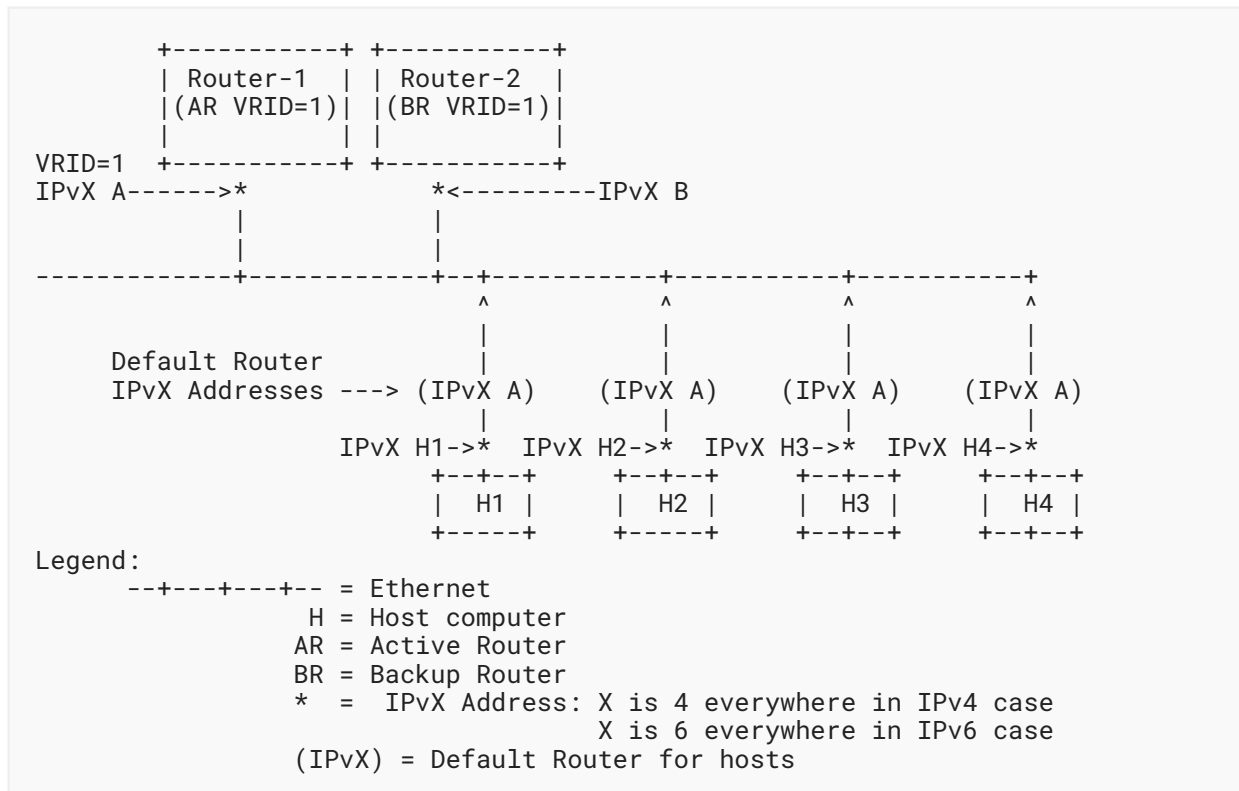 +-----------+ +-----------+
| Router-1  | | Router-2  |
|(AR VRID=1)| |(BR VRID=1)|
|           | |           |
VRID=1  +-----------+ +-----------+
IPvX A------>*            *<---------IPvX B
|            |
|            |
-------------+------------+--+-----------+-----------+-----------+
^           ^           ^           ^
|           |           |           |
Default Router          |           |           |           |
IPvX Addresses ---> (IPvX A)    (IPvX A)    (IPvX A)    (IPvX A)
|           |           |           |
IPvX H1->*  IPvX H2->*  IPvX H3->*  IPvX H4->*
+--+--+     +--+--+     +--+--+     +--+--+
|  H1 |     |  H2 |     |  H3 |     |  H4 |
+-----+     +-----+     +--+--+     +--+--+
Legend:
--+---+---+-- = Ethernet
H = Host computer
AR = Active Router
BR = Backup Router
*  =  IPvX Address: X is 4 everywhere in IPv4 case
X is 6 everywhere in IPv6 case
(IPvX) = Default Router for hosts